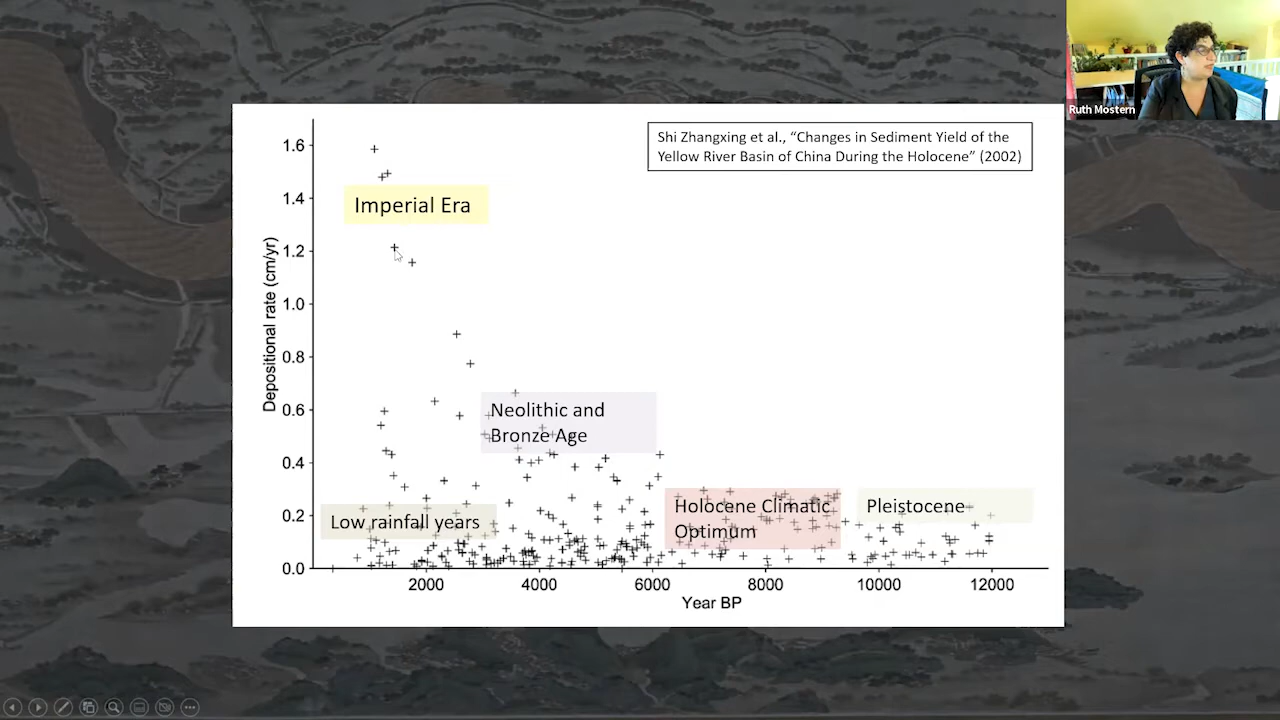 Ruth Mostern
Shi Zhangxing et al., “Changes in Sediment Yield of the
Yellow River Basin of China During the Holocene” (2002)
1.6
1.4
1.2
1.0
0.8
0.6
0.4
0.2
0.0
Depositional rate (cm/yr)
Imperial Era
Neolithic and
Bronze Age
Low rainfall years
Holocene Climatic
Optimum
Pleistocene
2000
4000
6000
8000
10000
12000
Year BP